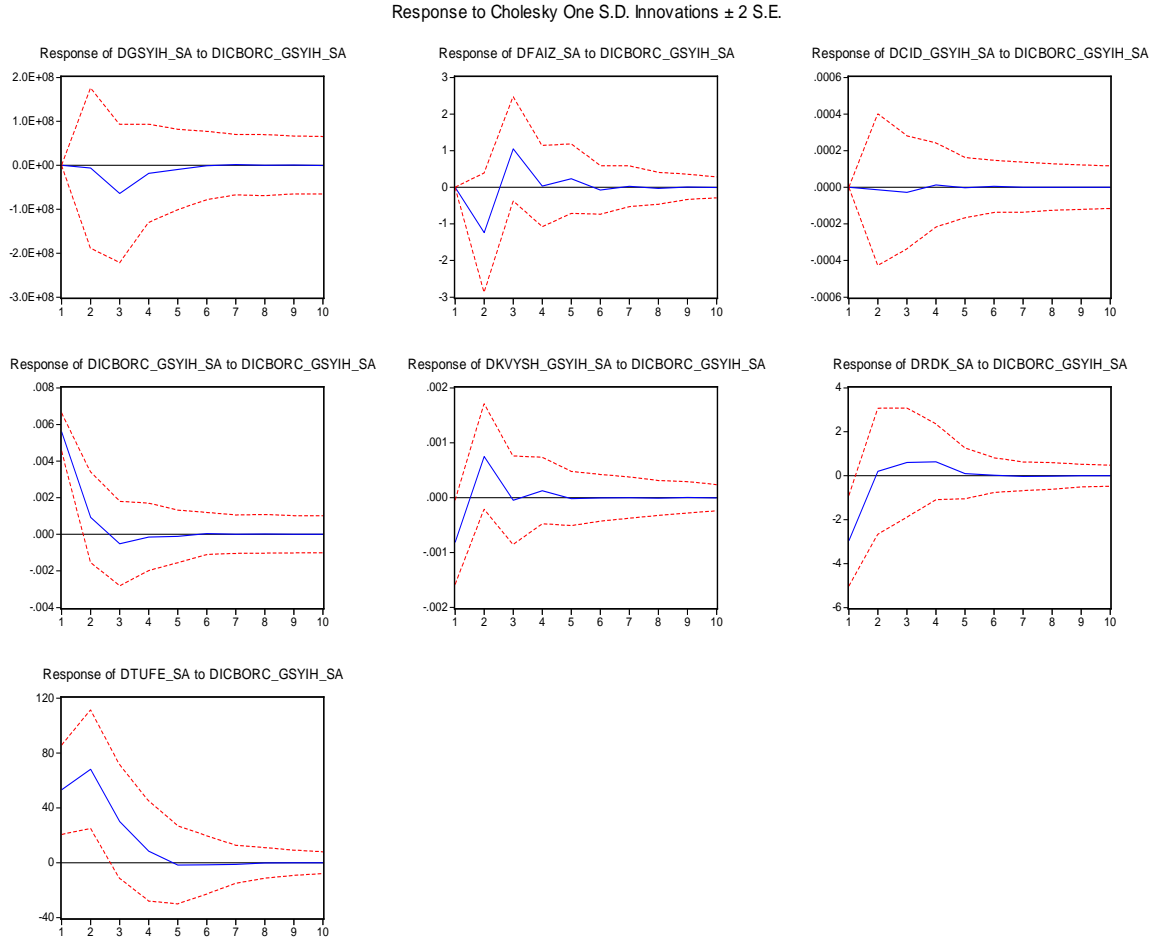 Response to Cholesky One S.D. Innovations ± 2 S.E.
Response of DGSYIH_SA to DICBORC_GSYIH_SA
2.0E+08
1.0E+08
0.0E+00
-1.0E+08
-2.0E+08
-3.0E+08
1 2 3 4 5 6 7 8 9 10
Response of DFAIZ_SA to DICBORC_GSYIH_SA
3
2
1
0
-1
-2
-3
1 2 3 4 5 6 7 8 9 10
Response of DCID_GSYIH_SA to DICBORC_GSYIH_SA
.0006
.0004
.0002
.0000
-.0002
-.0004
-.0006
1 2 3 4 5 6 7 8 9 10
Response of DICBORC_GSYIH_SA to DICBORC_GSYIH_SA
.008
.006
.004
.002
.000
-.002
-.004
1 2 3 4 5 6 7 8 9 10
Response of DKVYSH_GSYIH_SA to DICBORC_GSYIH_SA
.002
.001
.000
-.001
-.002
1 2 3 4 5 6 7 8 9 10
Response of DRDK_SA to DICBORC_GSYIH_SA
4
2
0
-2
-4
-6
1 2 3 4 5 6 7 8 9 10
Response of DTUFE_SA to DICBORC_GSYIH_SA
120
80
40
0
-40
1 2 3 4 5 6 7 8 9 10